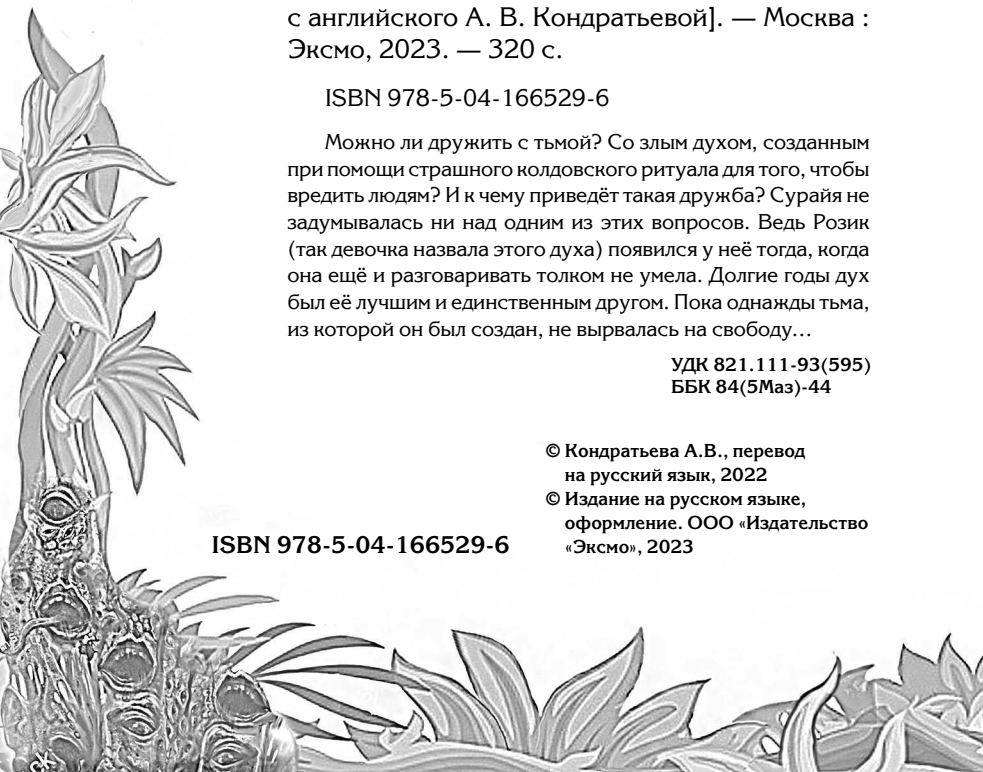 с английского А. В. Кондратьевой]. — Москва :
Эксмо, 2023. — 320 с.
ISBN 978-5-04-166529-6
Можно ли дружить с тьмой? Со злым духом, созданным
при помощи страшного колдовского ритуала для того, чтобы
вредить людям? И к чему приведёт такая дружба? Сурайя не
задумывалась ни над одним из этих вопросов. Ведь Розик
(так девочка назвала этого духа) появился у неё тогда, когда
она ещё и разговаривать толком не умела. Долгие годы дух
был её лучшим и единственным другом. Пока однажды тьма,
из которой он был создан, не вырвалась на свободу...
УДК 821.111-93(595)
ББК 84(5Маз)-44
© Кондратьева А.В., перевод
на русский язык, 2022
© Издание на русском языке,
оформление. ООО «Издательство
«Эксмо», 2023
ISBN 978-5-04-166529-6